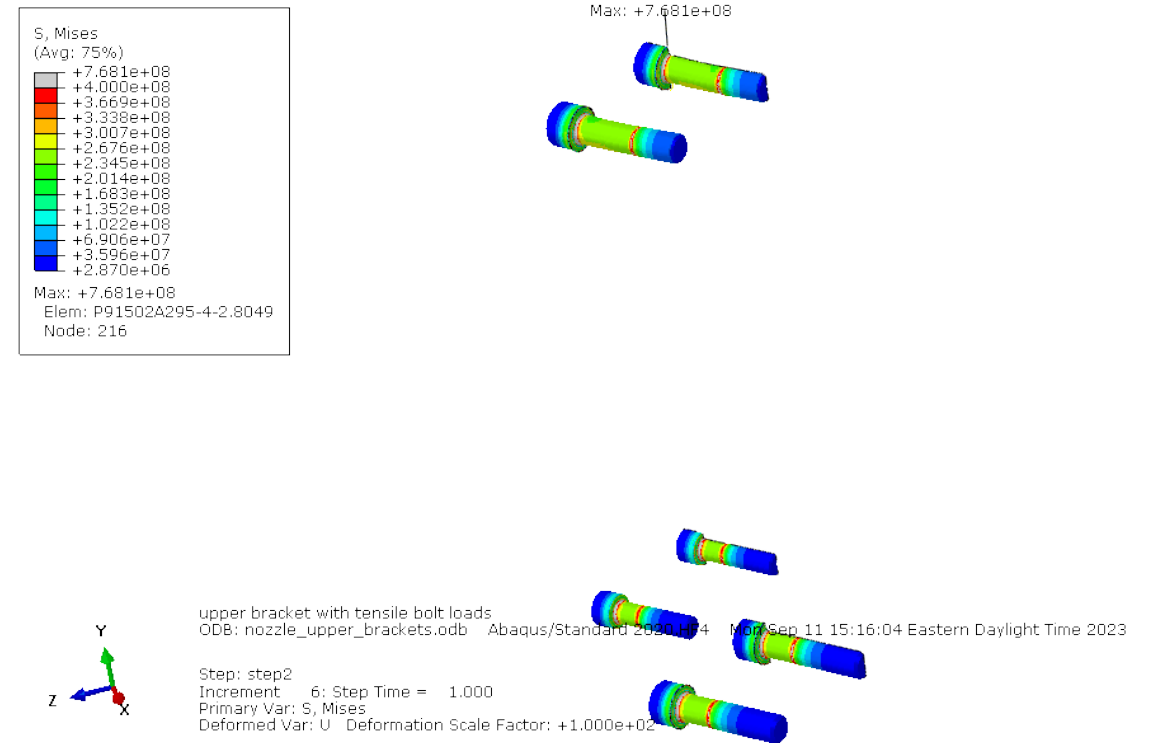 Max: +7.681e+08
S, Mises
(Avg: 75%)
+7.681e+08
+4.000e+08
+3.669e+08
+3.338e+08
+3.007e+08
+2.676e+08
+2.345e+08
+2.014e+08
+1.683e+08
+1.352e+08
+1.022e+08
+6.906e+07
+3.596e+07
+2.870e+06
Max: +7.681e+08
Elem: P91502A295-4-2.8049
Node: 216
upper bracket with tensile bolt loads
ODB: nozzle_upper_brackets.odb Abaqus/Standard 2020.HF4 Mon Sep 11 15:16:04 Eastern Daylight Time 2023
Y
Z
X
Step: step2
Increment 6: Step Time = 1.000
Primary Var: S, Mises
Deformed Var: U Deformation Scale Factor: +1.000e+02